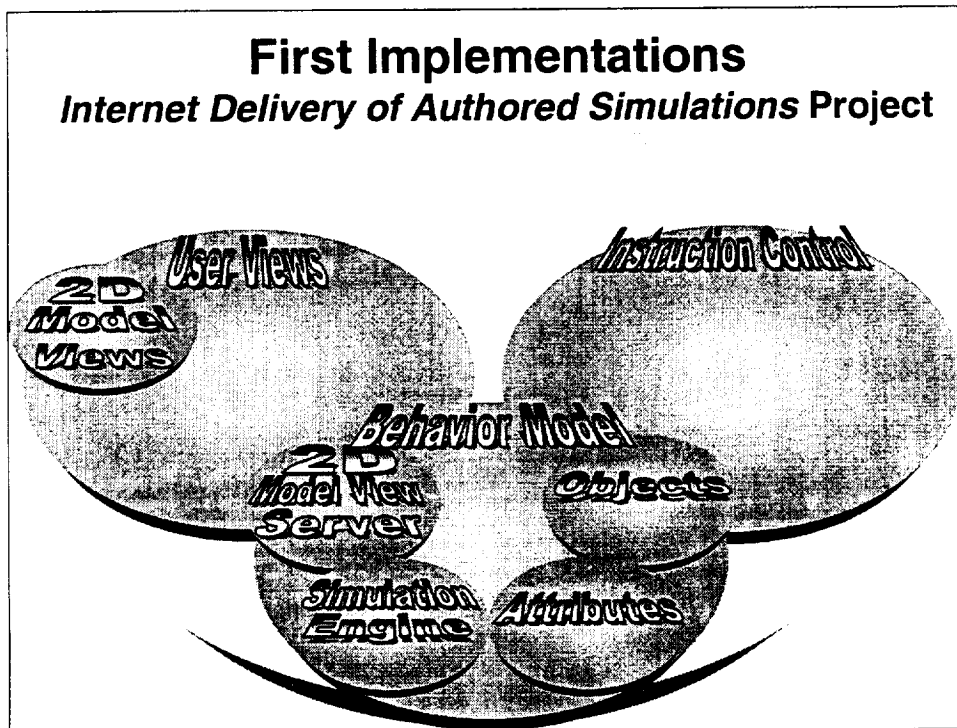 First Implementations
Internet Delivery of Authored Simulations Project
User Views
Instruction Control
2D
Model
Views
Behavior Model
2D
Model View
Server
Objects
Simulation
Engine
Attributes